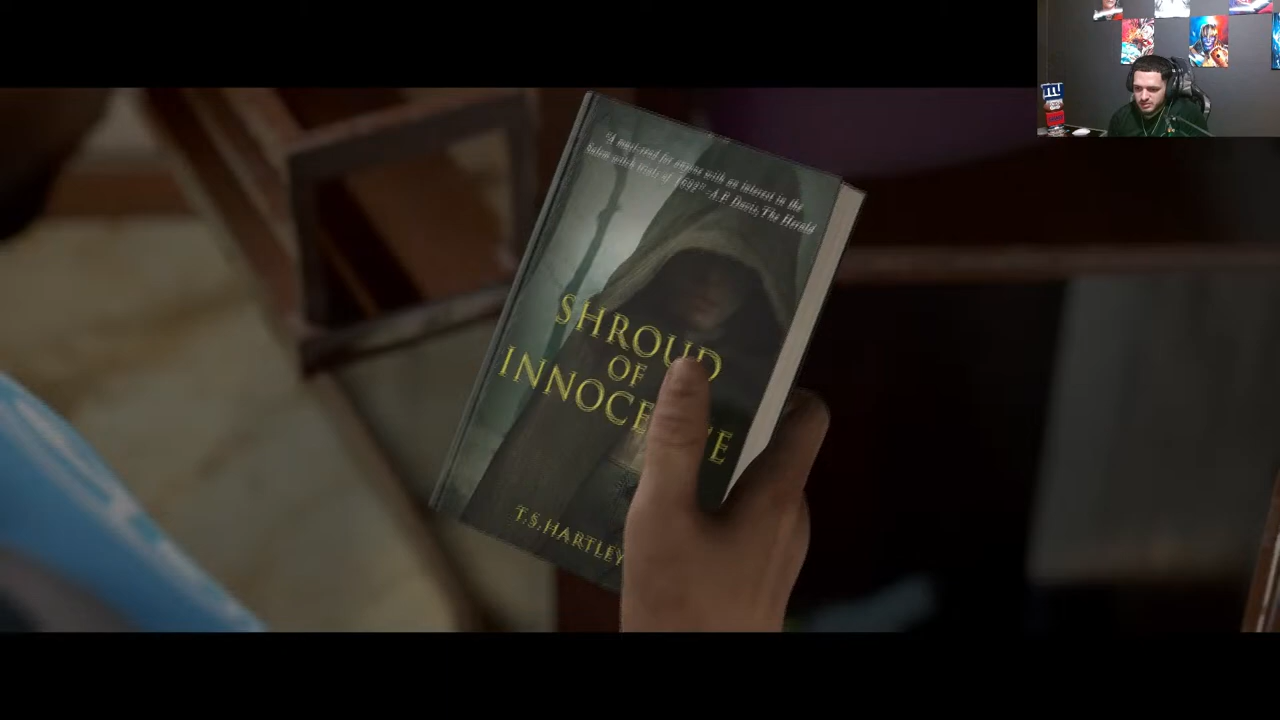 "A must-read for anyone with an interest in the
Salem witch trials of 1692" -A.P. Davis, The Herald
SHROUD
OF
INNOCE E
T.S.HARTLEY